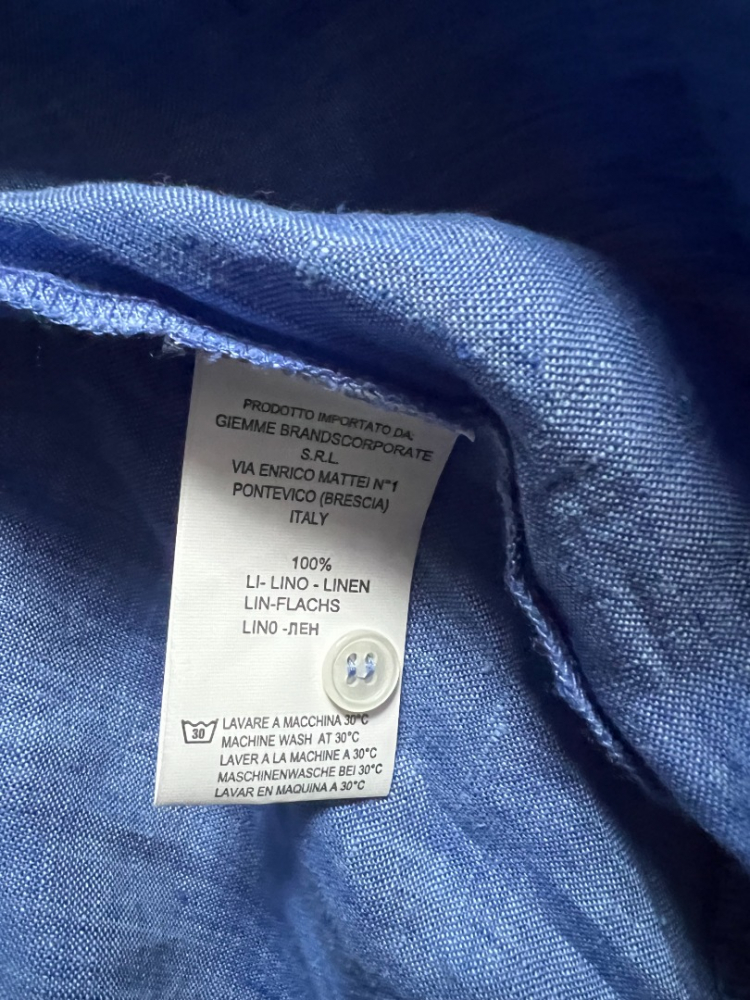 PRODOTTO IMPORTATO DA:
GIEMME BRANDSCORPORATE
S.R.L.
VIA ENRICO MATTEI N°1
PONTEVICO (BRESCIA)
ITALY
100%
LI- LINO - LINEN
LIN-FLACHS
LINO -ЛЕН
30
LAVARE A MACCHINA 30°C
MACHINE WASH AT 30°C
LAVER A LA MACHINE A 30°C
MASCHINENWASCHE BEI 30°C
LAVAR EN MAQUINA A 30°C